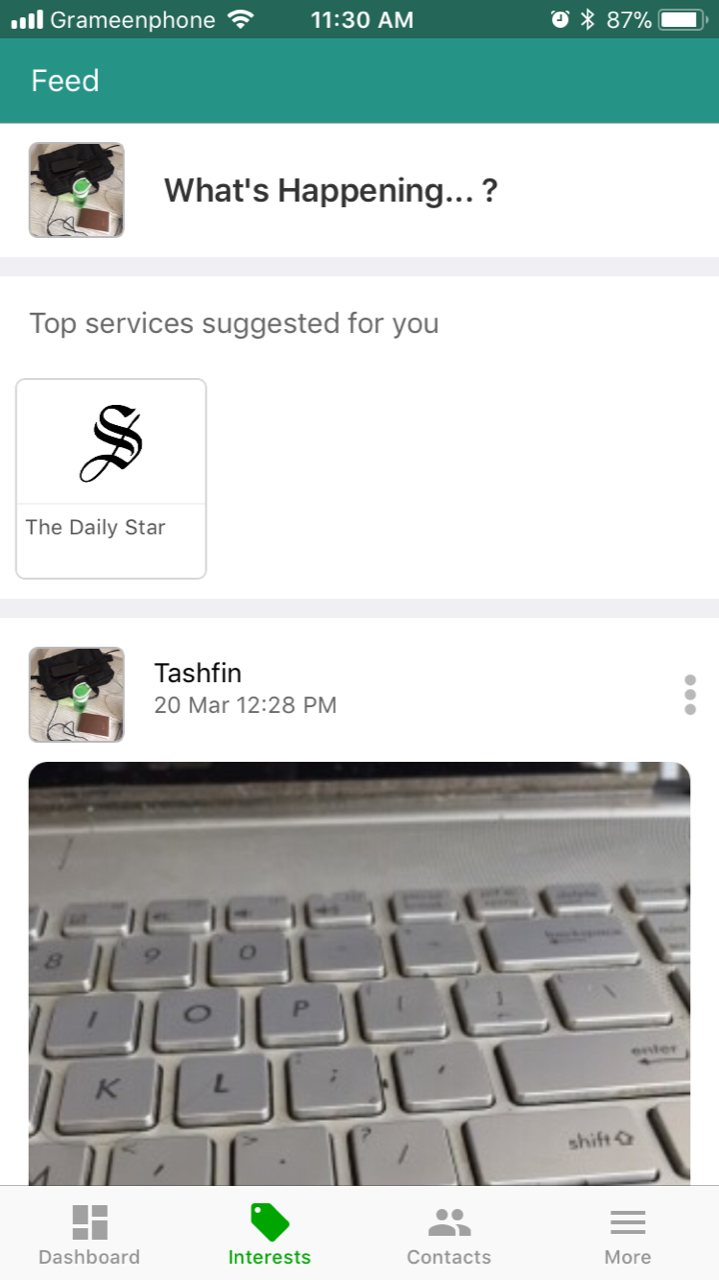 Grameenphone 11:30 AM 87%
Feed
What's Happening... ?
Top services suggested for you
S
The Daily Star
Tashfin
20 Mar 12:28 PM
backspace
8 9 0
I O P [ ] \
enter
K L ; '
shift
, . /
Dashboard Interests Contacts More